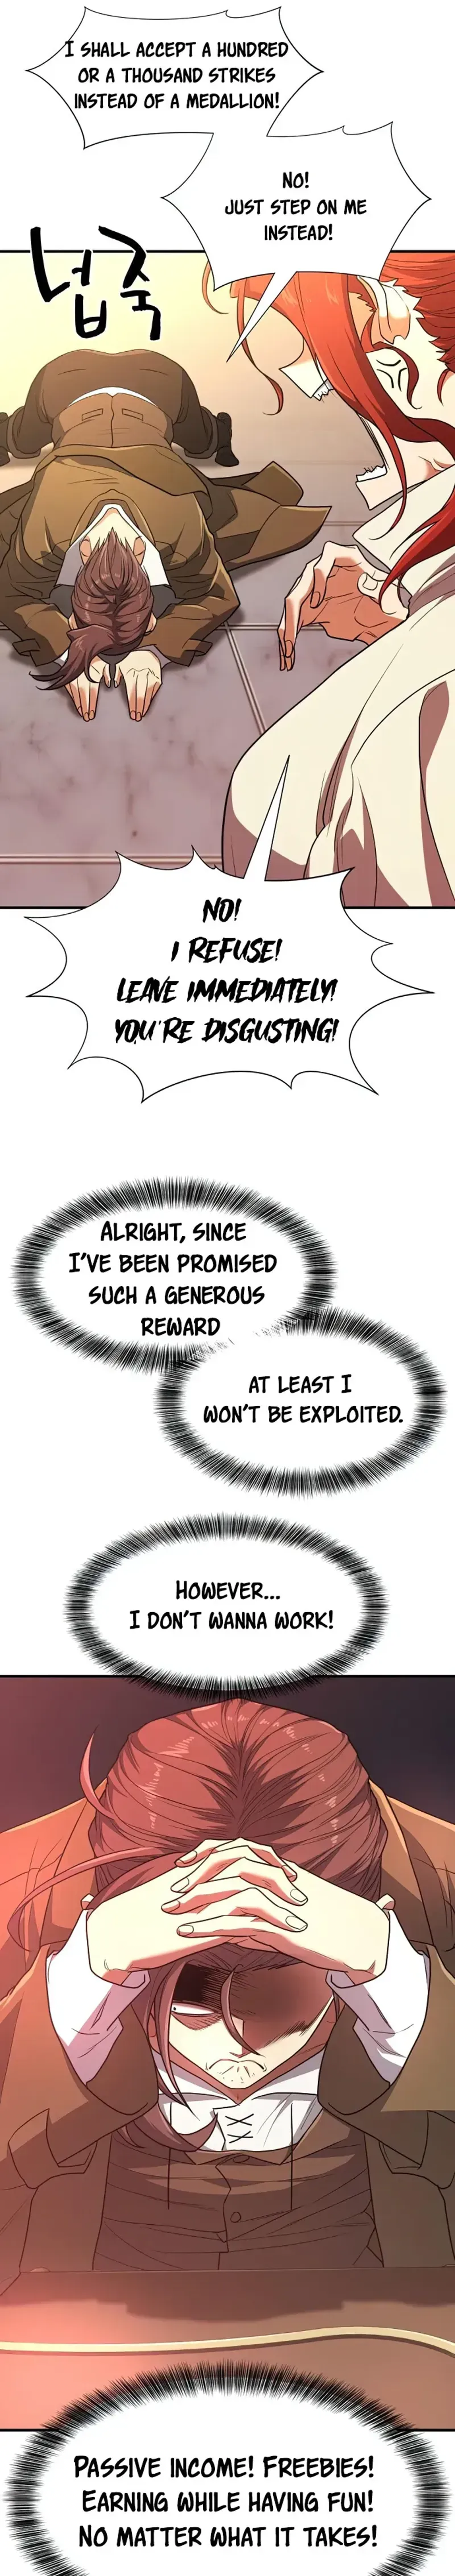 I SHALL ACCEPT A HUNDRED
OR A THOUSAND STRIKES
INSTEAD OF A MEDALLION!
NO!
JUST STEP ON ME
INSTEAD!
넙죽
NO!
I REFUSE!
LEAVE IMMEDIATELY!
YOU'RE DISGUSTING!
ALRIGHT, SINCE
I'VE BEEN PROMISED
SUCH A GENEROUS
REWARD
AT LEAST I
WON'T BE EXPLOITED.
HOWEVER...
I DON'T WANNA WORK!
PASSIVE INCOME! FREEBIES!
EARNING WHILE HAVING FUN!
NO MATTER WHAT IT TAKES!